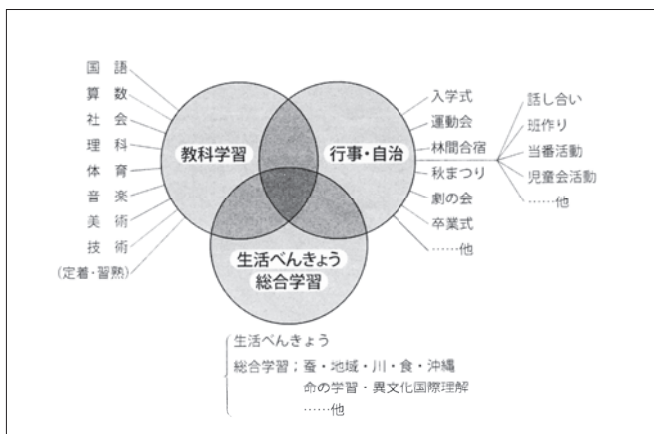 国語
算数
社会
理科
体育
音楽
美術
技術
(定着・習熟)
教科学習
行事・自治
生活べんきょう
総合学習
入学式
運動会
林間合宿
秋まつり
劇の会
卒業式
……他
話し合い
班作り
当番活動
児童会活動
……他
生活べんきょう
総合学習;蚕・地域・川・食・沖縄
命の学習・異文化国際理解
……他